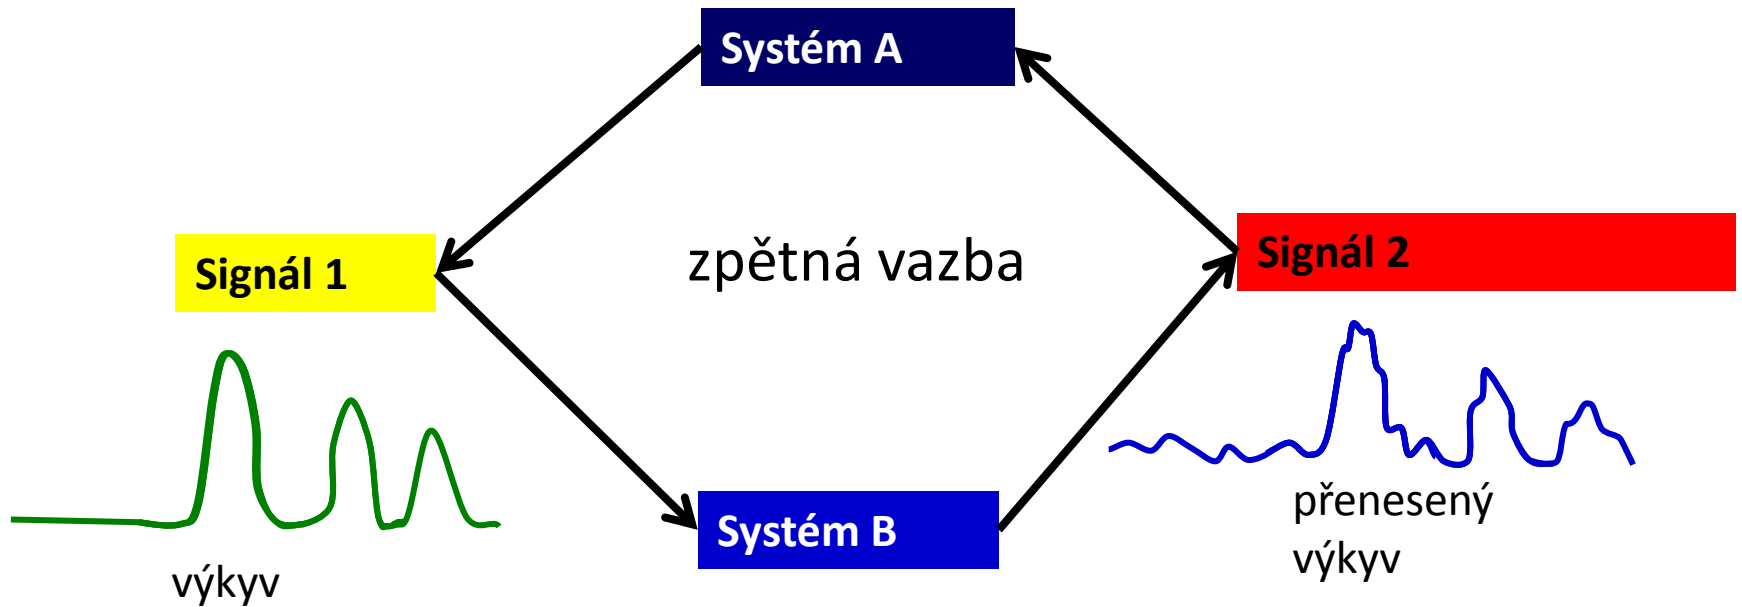 Systém A
Signál 1
zpětná vazba
Signál 2
Systém B
výkyv
přenesený
výkyv